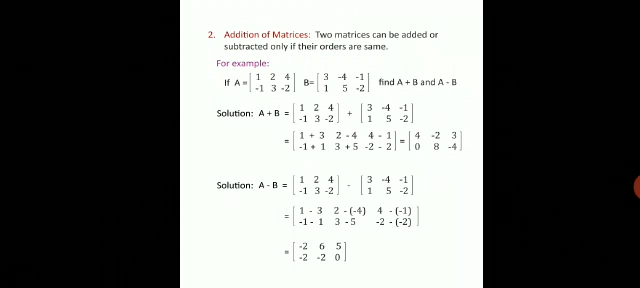 2. Addition of Matrices: Two matrices can be added or
subtracted only if their orders are same.
For example:
If A = [ 1 2 4 B= [ 3 -4 -1 find A + B and A - B
-1 3 -2 ] 1 5 -2 ]
Solution: A + B = [ 1 2 4 + [ 3 -4 -1
-1 3 -2 ] 1 5 -2 ]
= [ 1 + 3 2 - 4 4 - 1 = [ 4 -2 3
-1 + 1 3 + 5 -2 - 2 ] 0 8 -4 ]
Solution: A - B = [ 1 2 4 - [ 3 -4 -1
-1 3 -2 ] 1 5 -2 ]
= [ 1 - 3 2 - (-4) 4 - (-1)
-1 - 1 3 - 5 -2 - (-2) ]
= [ -2 6 5
-2 -2 0 ]